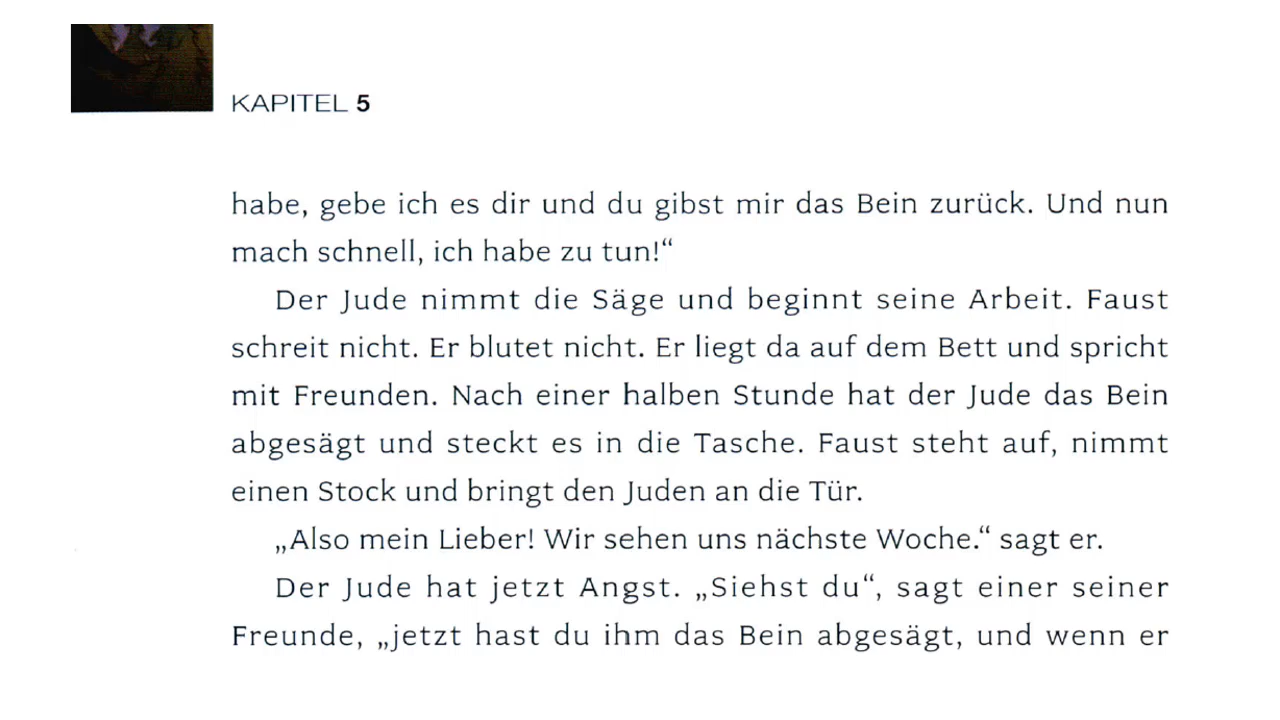 KAPITEL 5
habe, gebe ich es dir und du gibst mir das Bein zurück. Und nun
mach schnell, ich habe zu tun!“
Der Jude nimmt die Säge und beginnt seine Arbeit. Faust
schreit nicht. Er blutet nicht. Er liegt da auf dem Bett und spricht
mit Freunden. Nach einer halben Stunde hat der Jude das Bein
abgesägt und steckt es in die Tasche. Faust steht auf, nimmt
einen Stock und bringt den Juden an die Tür.
„Also mein Lieber! Wir sehen uns nächste Woche.“ sagt er.
Der Jude hat jetzt Angst. „Siehst du“, sagt einer seiner
Freunde, „jetzt hast du ihm das Bein abgesägt, und wenn er